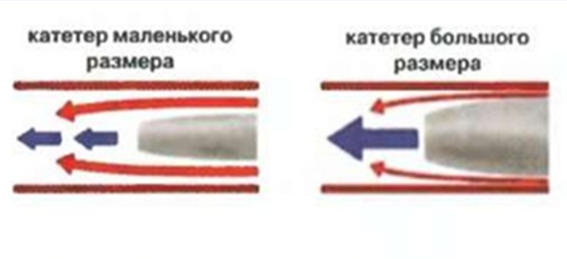 катетер маленького
размера
катетер большого
размера